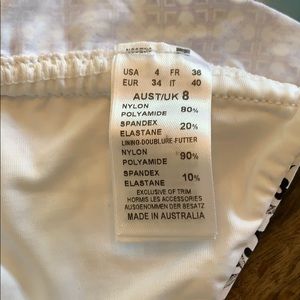 USA 4 FR 36
EUR 34 IT 40
AUST/UK 8
NYLON
POLYAMIDE 80%
SPANDEX
ELASTANE 20%
LINING-DOUBLURE-FUTTER
NYLON
POLYAMIDE 90%
SPANDEX
ELASTANE 10%
EXCLUSIVE OF TRIM
HORMIS LES ACCESSOIRES
AUSGENOMMEN DER BESATZ
MADE IN AUSTRALIA